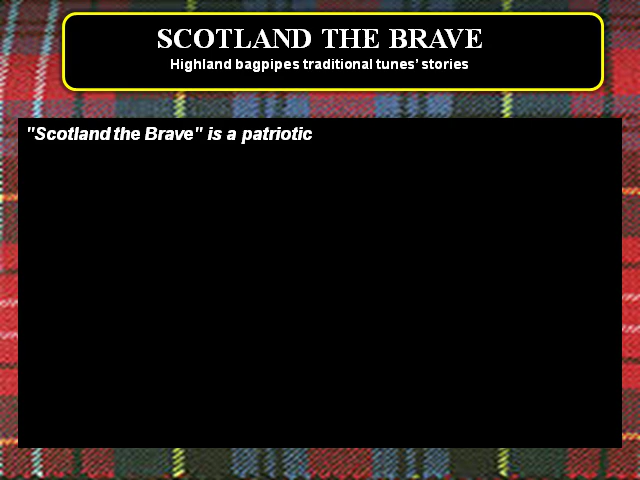 SCOTLAND THE BRAVE
Highland bagpipes traditional tunes' stories
"Scotland the Brave" is a patriotic